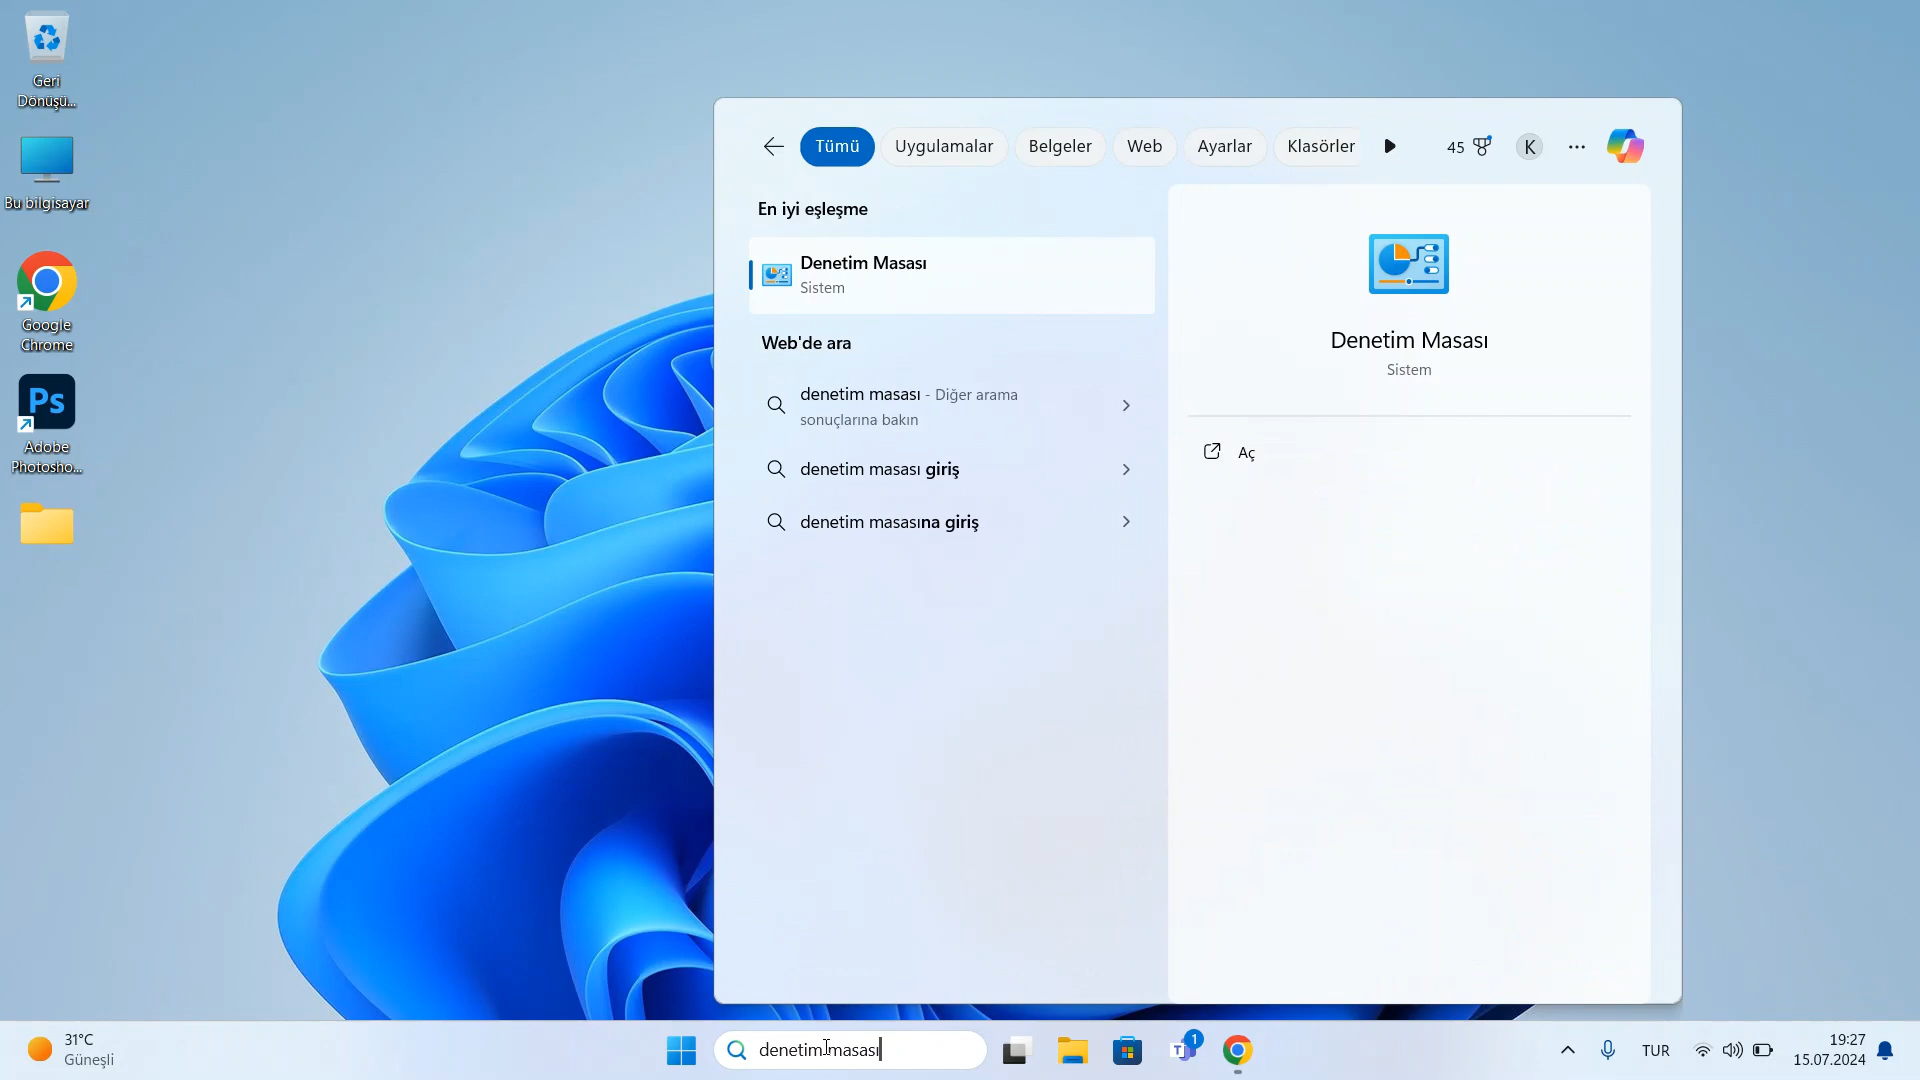 Geri
Dönüşü...
Bu bilgisayar
Google
Chrome
Ps
Adobe
Photosho...
Tümü Uygulamalar Belgeler Web Ayarlar Klasörler 45 K
En iyi eşleşme
Denetim Masası
Sistem
Web'de ara
denetim masası - Diğer arama
sonuçlarına bakın
denetim masası giriş
denetim masasına giriş
Denetim Masası
Sistem
Aç
31°C
Güneşli
denetim masası
T 1
TUR
19:27
15.07.2024